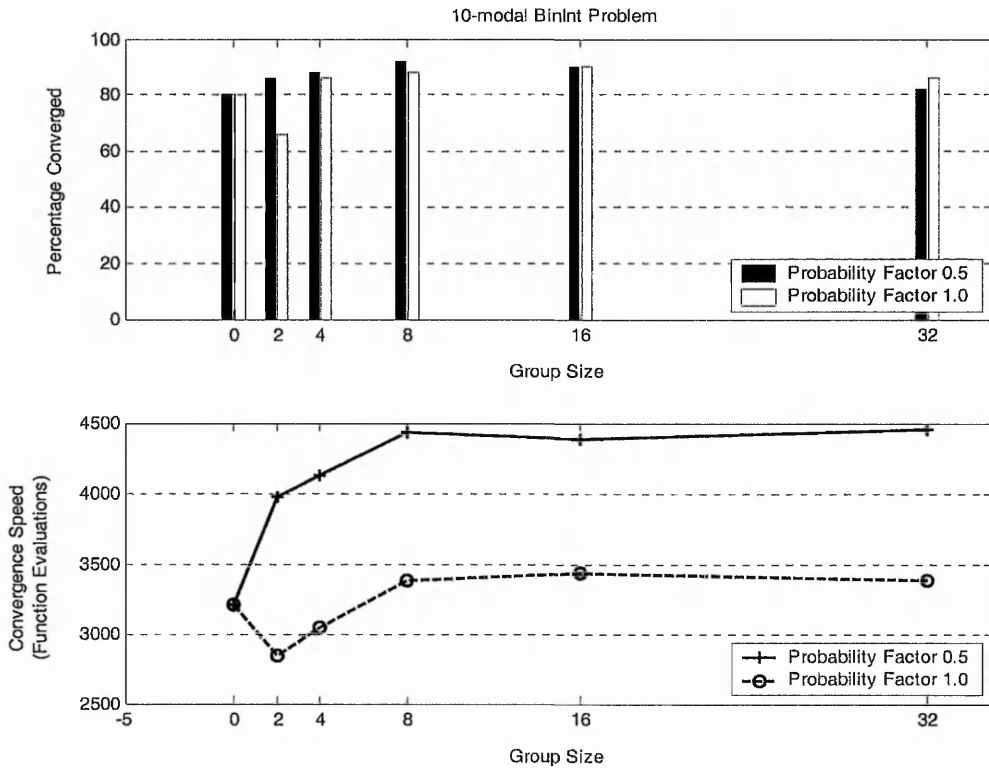 10-modal BinInt Problem
Percentage Converged
100
80
60
40
20
0
Probability Factor 0.5
Probability Factor 1.0
0 2 4 8 16 32
Group Size
Convergence Speed
(Function Evaluations)
4500
4000
3500
3000
2500
Probability Factor 0.5
Probability Factor 1.0
-5 0 2 4 8 16 32
Group Size